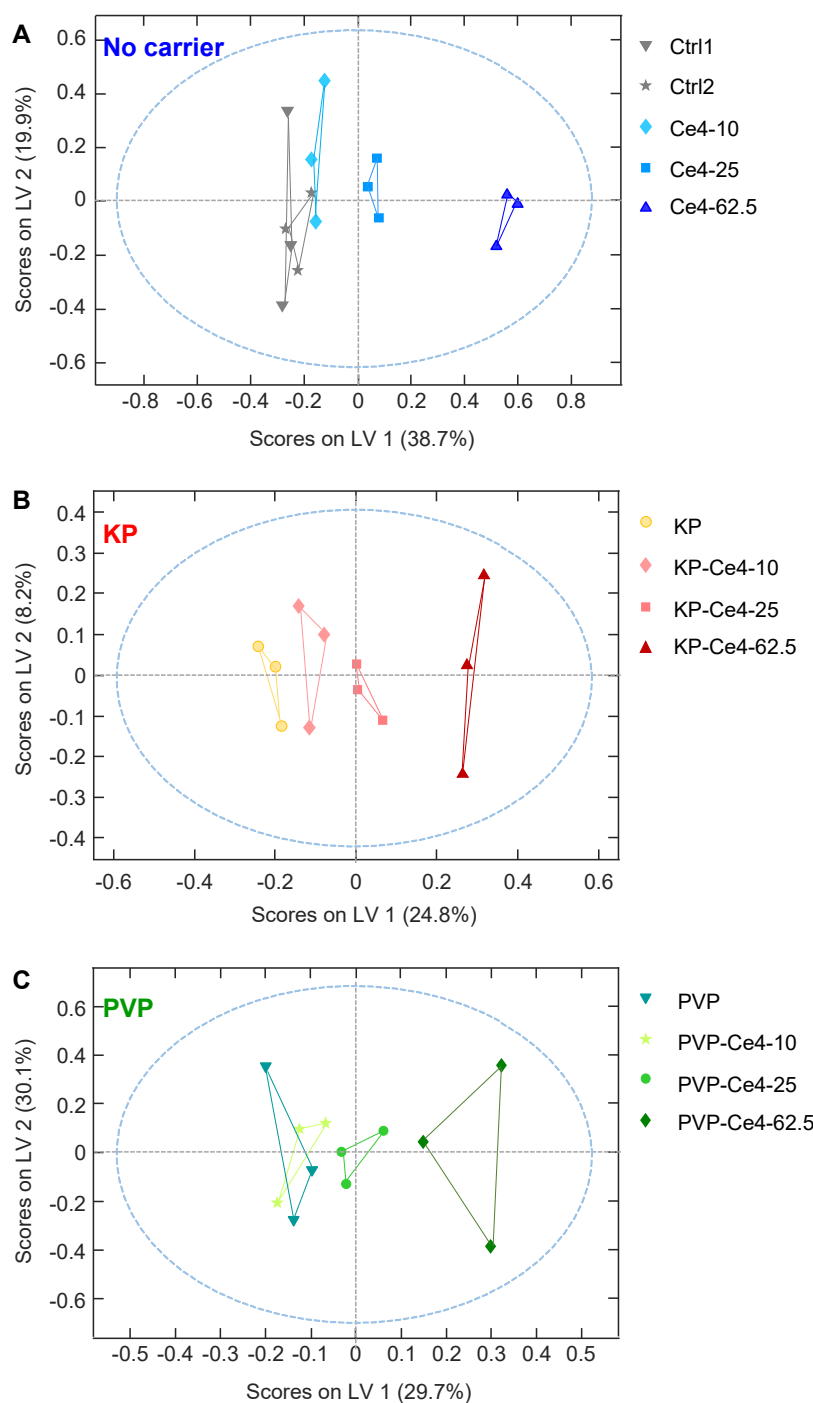 A
No carrier
0.6
0.4
0.2
0
-0.2
-0.4
-0.6
Scores on LV 2 (19.9%)
-0.8 -0.6 -0.4 -0.2 0 0.2 0.4 0.6 0.8
Scores on LV 1 (38.7%)
Ctrl1
Ctrl2
Ce4-10
Ce4-25
Ce4-62.5
B
KP
0.4
0.3
0.2
0.1
0
-0.1
-0.2
-0.3
-0.4
Scores on LV 2 (8.2%)
-0.6 -0.4 -0.2 0 0.2 0.4 0.6
Scores on LV 1 (24.8%)
KP
KP-Ce4-10
KP-Ce4-25
KP-Ce4-62.5
C
PVP
0.6
0.4
0.2
0
-0.2
-0.4
-0.6
Scores on LV 2 (30.1%)
-0.5 -0.4 -0.3 -0.2 -0.1 0 0.1 0.2 0.3 0.4 0.5
Scores on LV 1 (29.7%)
PVP
PVP-Ce4-10
PVP-Ce4-25
PVP-Ce4-62.5